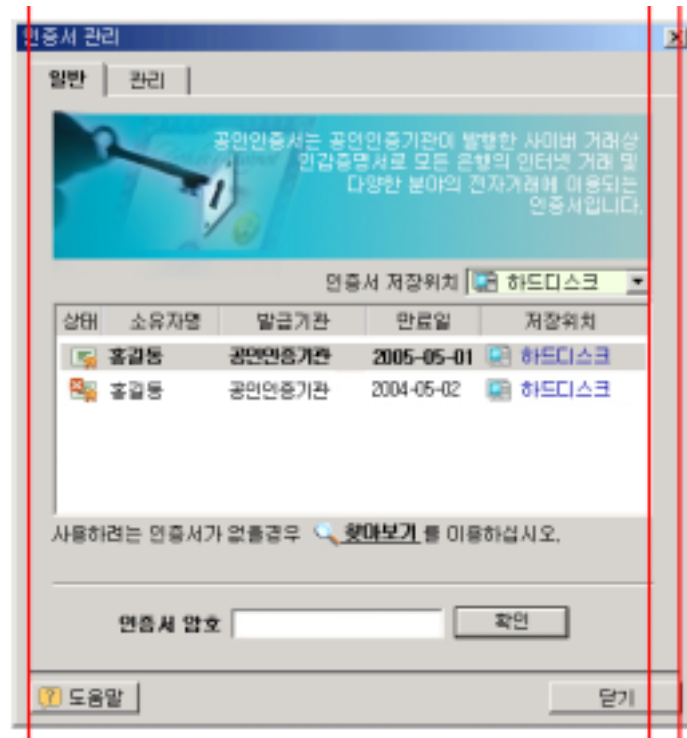 인증서 관리
일반 관리
공인인증서는 공인인증기관이 발행한 사이버 거래상
인감증명서로 모든 은행의 인터넷 거래 및
다양한 분야의 전자거래에 이용되는
인증서입니다.
인증서 저장위치 하드디스크
상태 소유자명 발급기관 만료일 저장위치
홍길동 공인인증기관 2005-05-01 하드디스크
홍길동 공인인증기관 2004-05-02 하드디스크
사용하려는 인증서가 없을경우 찾아보기 를 이용하십시오.
인증서 암호 확인
도움말 닫기